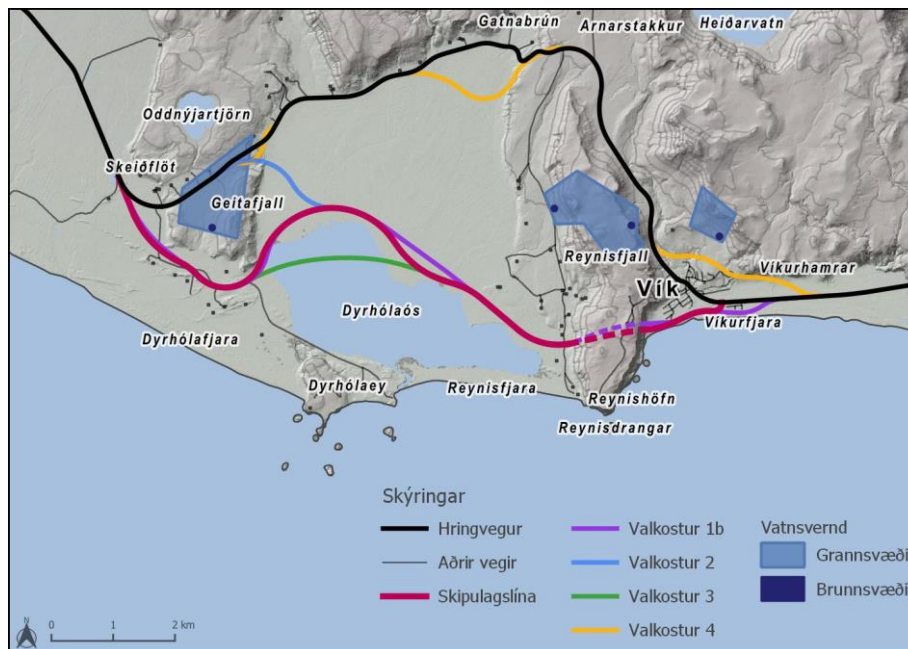 Gatnabrún
Arnarstakkur
Heiðarvatn
Oddnýjartjörn
Skeiðflöt
Geitafjall
Reynisfjall
Víkurhamrar
Vík
Víkurfjara
Dyrhólaós
Dyrhólafjara
Dyrhólaey
Reynisfjara
Reynishöfn
Reynisdrangar
Skýringar
Hringvegur
Aðrir vegir
Skipulagslína
Valkostur 1b
Valkostur 2
Valkostur 3
Valkostur 4
Vatnsvernd
Grannsvæði
Brunnsvæði
N
0 1 2 km